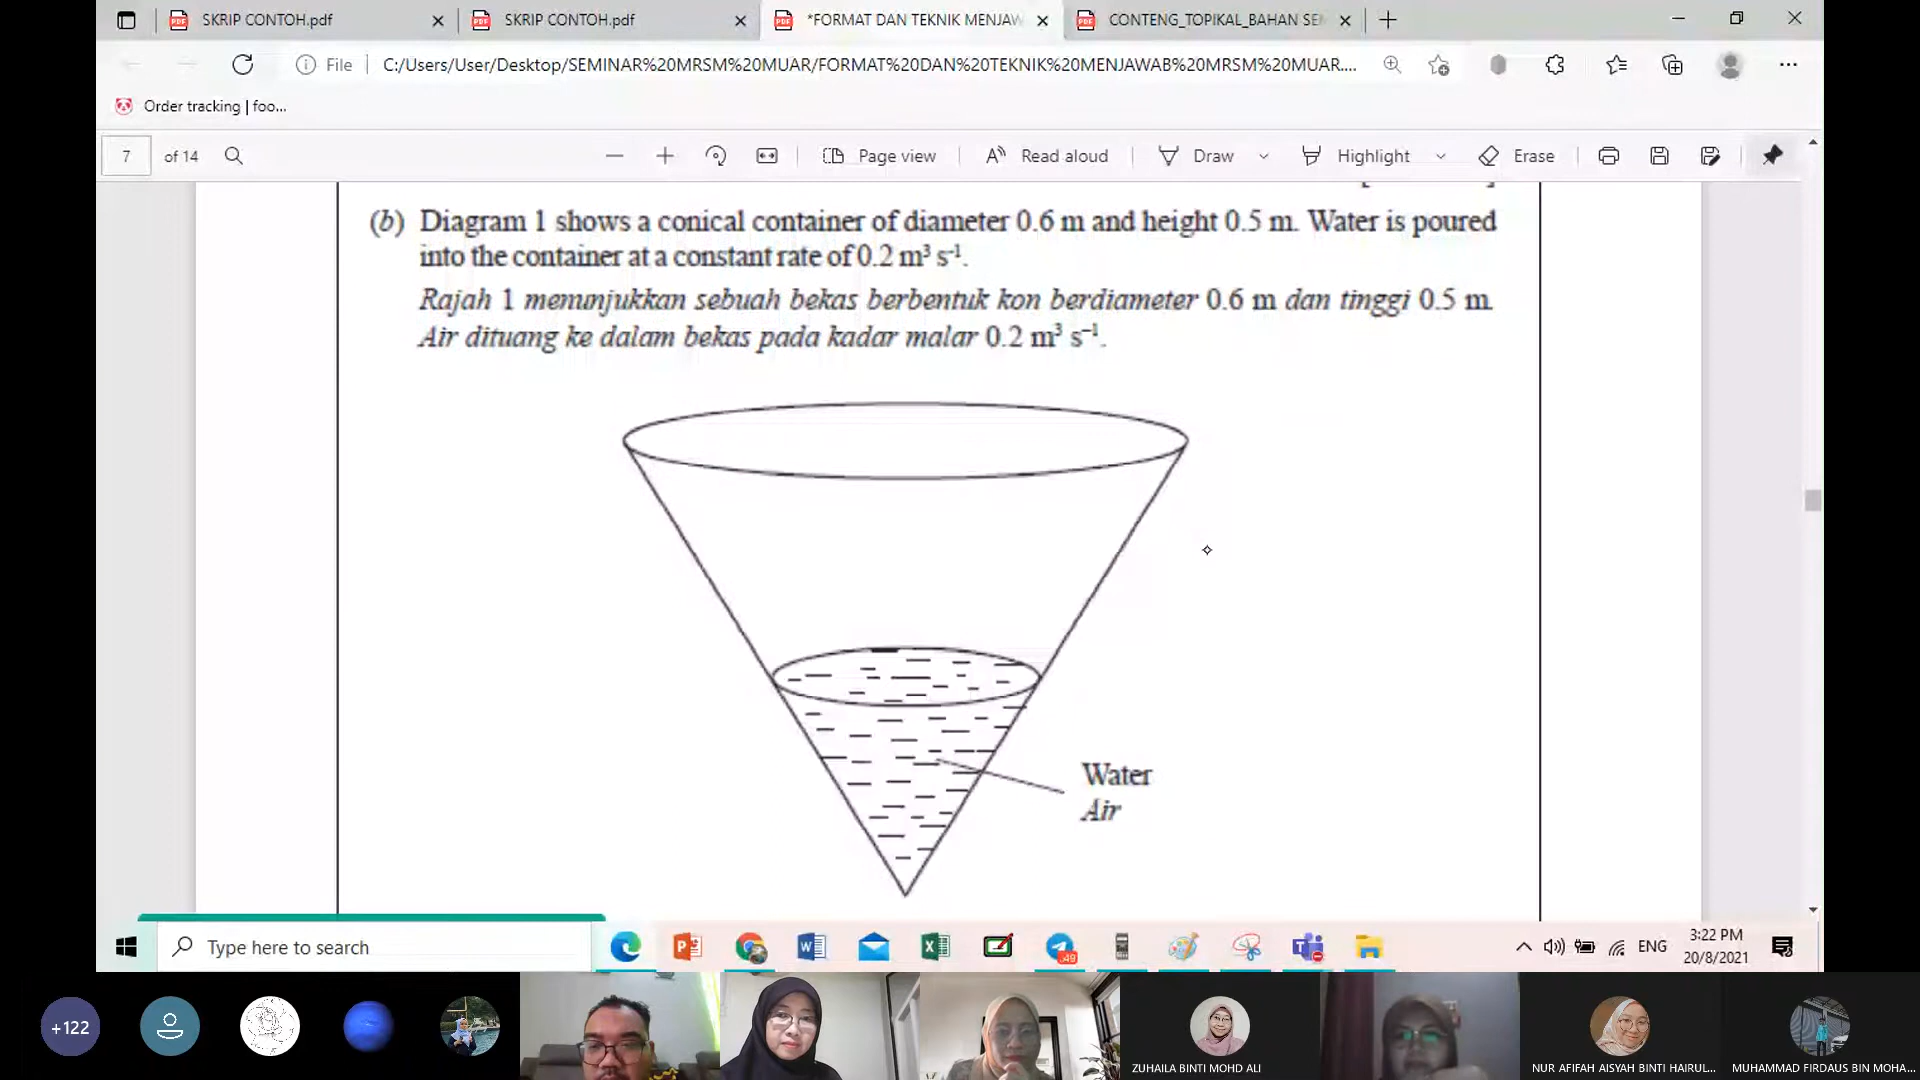 SKRIP CONTOH.pdf
SKRIP CONTOH.pdf
*FORMAT DAN TEKNIK MENJAW
CONTENG_TOPIKAL_BAHAN SE
File
C:/Users/User/Desktop/SEMINAR%20MRSM%20MUAR/FORMAT%20DAN%20TEKNIK%20MENJAWAB%20MRSM%20MUAR....
Order tracking | foo...
7 of 14
Page view
Read aloud
Draw
Highlight
Erase
(b) Diagram 1 shows a conical container of diameter 0.6 m and height 0.5 m. Water is poured
into the container at a constant rate of 0.2 m³ s⁻¹.
Rajah 1 menunjukkan sebuah bekas berbentuk kon berdiameter 0.6 m dan tinggi 0.5 m.
Air dituang ke dalam bekas pada kadar malar 0.2 m³ s⁻¹.
Water
Air
Type here to search
49
ENG
3:22 PM
20/8/2021
+122
ZUHAILA BINTI MOHD ALI
NUR AFIFAH AISYAH BINTI HAIRUL...
MUHAMMAD FIRDAUS BIN MOHA...